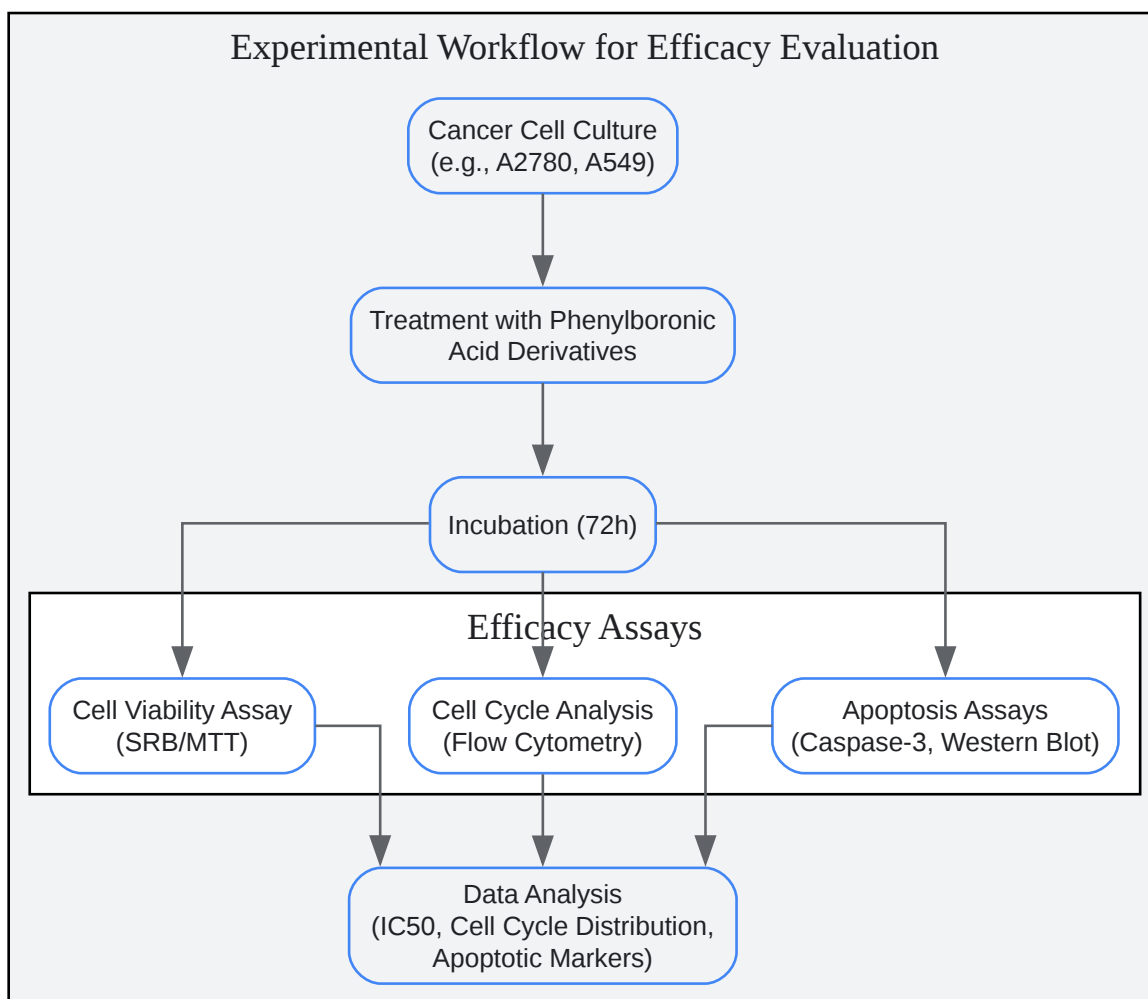 Experimental Workflow for Efficacy Evaluation
Cancer Cell Culture
(e.g., A2780, A549)
Treatment with Phenylboronic
Acid Derivatives
Incubation (72h)
Efficacy Assays
Cell Viability Assay
(SRB/MTT)
Cell Cycle Analysis
(Flow Cytometry)
Apoptosis Assays
(Caspase-3, Western Blot)
Data Analysis
(IC50, Cell Cycle Distribution,
Apoptotic Markers)